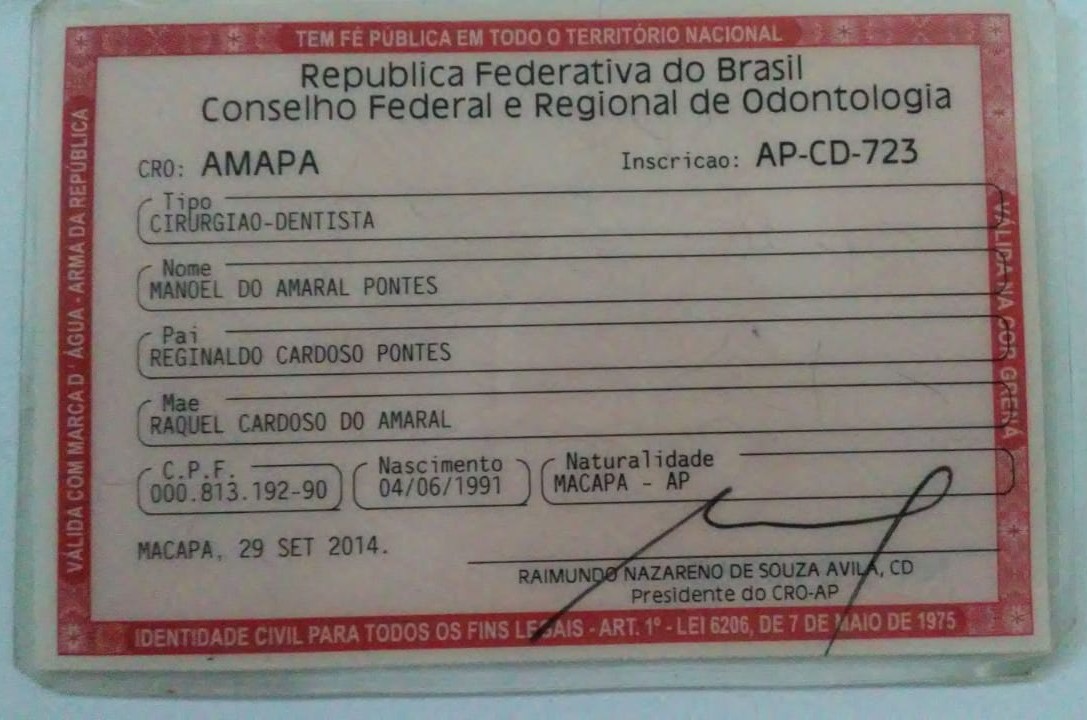 TEM FÉ PÚBLICA EM TODO O TERRITÓRIO NACIONAL
Republica Federativa do Brasil
Conselho Federal e Regional de Odontologia
CRO: AMAPA Inscricao: AP-CD-723
Tipo
CIRURGIAO-DENTISTA
Nome
MANOEL DO AMARAL PONTES
Pai
REGINALDO CARDOSO PONTES
Mae
RAQUEL CARDOSO DO AMARAL
C.P.F. Nascimento Naturalidade
000.813.192-90 04/06/1991 MACAPA - AP
MACAPA, 29 SET 2014.
RAIMUNDO NAZARENO DE SOUZA AVILA, CD
Presidente do CRO-AP
IDENTIDADE CIVIL PARA TODOS OS FINS LEGAIS - ART. 1º - LEI 6206, DE 7 DE MAIO DE 1975
VÁLIDA COM MARCA D'ÁGUA - ARMA DA REPÚBLICA
VÁLIDA NA COR GRENÁ